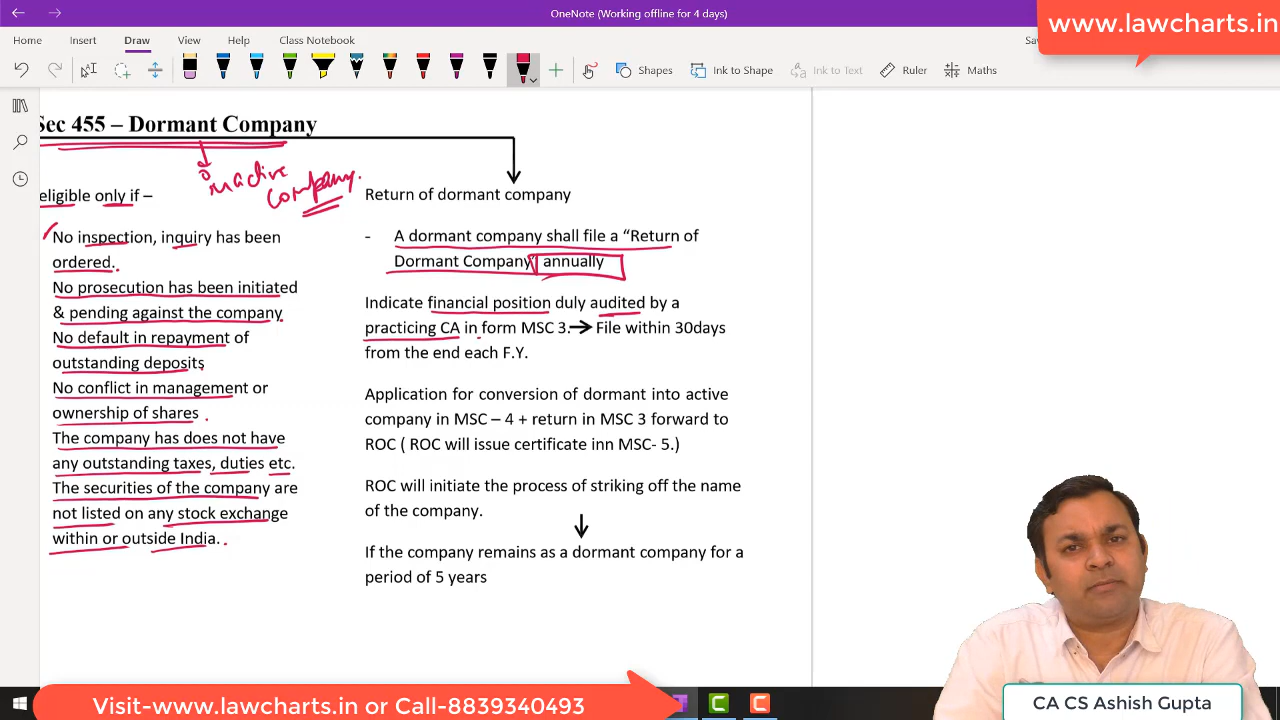 OneNote (Working offline for 4 days)
www.lawcharts.in
Home Insert Draw View Help Class Notebook
Shapes Ink to Shape Ink to Text Ruler Maths
Sec 455 – Dormant Company
inactive
company.
eligible only if –
No inspection, inquiry has been
ordered.
No prosecution has been initiated
& pending against the company
No default in repayment of
outstanding deposits
No conflict in management or
ownership of shares
The company has does not have
any outstanding taxes, duties etc.
The securities of the company are
not listed on any stock exchange
within or outside India.
Return of dormant company
- A dormant company shall file a “Return of
Dormant Company” annually
Indicate financial position duly audited by a
practicing CA in form MSC 3. → File within 30days
from the end each F.Y.
Application for conversion of dormant into active
company in MSC – 4 + return in MSC 3 forward to
ROC ( ROC will issue certificate inn MSC- 5.)
ROC will initiate the process of striking off the name
of the company.
If the company remains as a dormant company for a
period of 5 years
Visit-www.lawcharts.in or Call-8839340493
CA CS Ashish Gupta